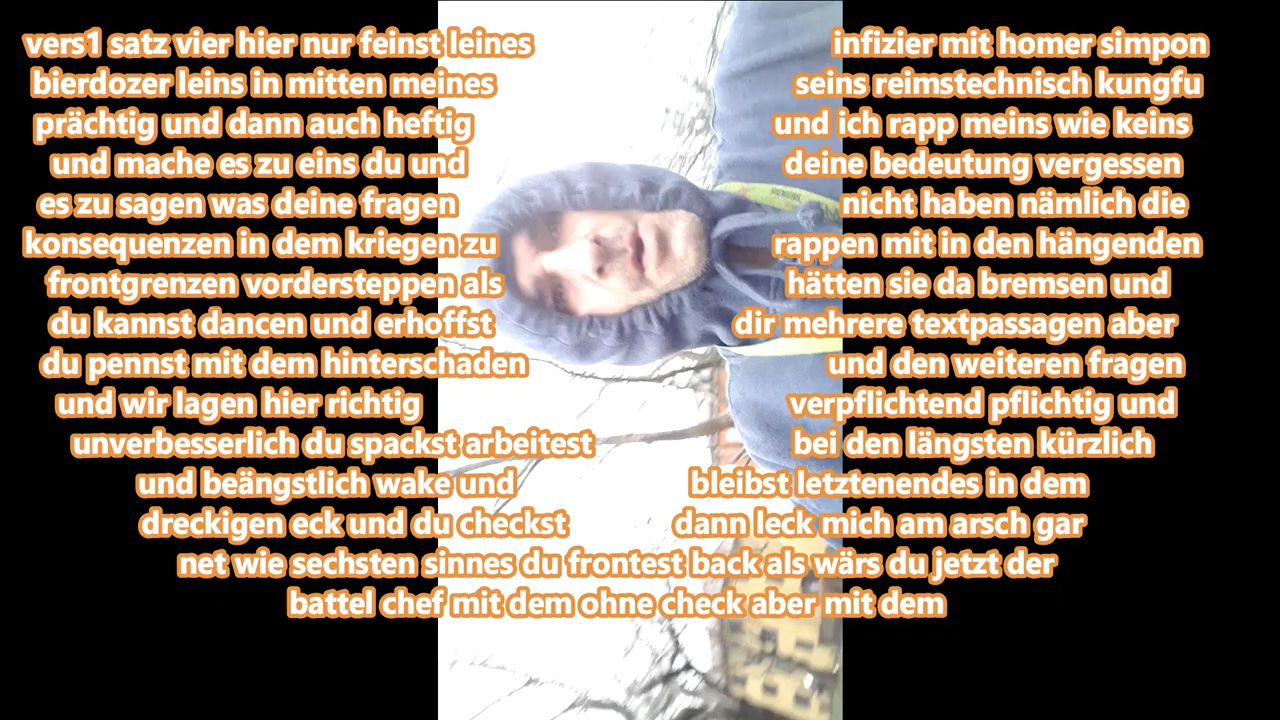 vers1 satz vier hier nur feinst leines infizier mit homer simpon
bierdozer leins in mitten meines seins reimstechnisch kungfu
prächtig und dann auch heftig und ich rapp meins wie keins
und mache es zu eins du und deine bedeutung vergessen
es zu sagen was deine fragen nicht haben nämlich die
konsequenzen in dem kriegen zu rappen mit in den hängenden
frontgrenzen vordersteppen als hätten sie da bremsen und
du kannst dancen und erhoffst dir mehrere textpassagen aber
du pennst mit dem hinterschaden und den weiteren fragen
und wir lagen hier richtig verpflichtend pflichtig und
unverbesserlich du spackst arbeitest bei den längsten kürzlich
und beängstlich wake und bleibst letztenendes in dem
dreckigen eck und du checkst dann leck mich am arsch gar
net wie sechsten sinnes du frontest back als wärs du jetzt der
battel chef mit dem ohne check aber mit dem